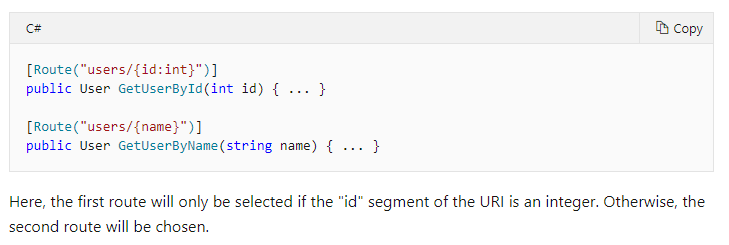 C#
Copy
[Route("users/{id:int}")]
public User GetUserById(int id) { ... }
[Route("users/{name}")]
public User GetUserByName(string name) { ... }
Here, the first route will only be selected if the "id" segment of the URI is an integer. Otherwise, the
second route will be chosen.